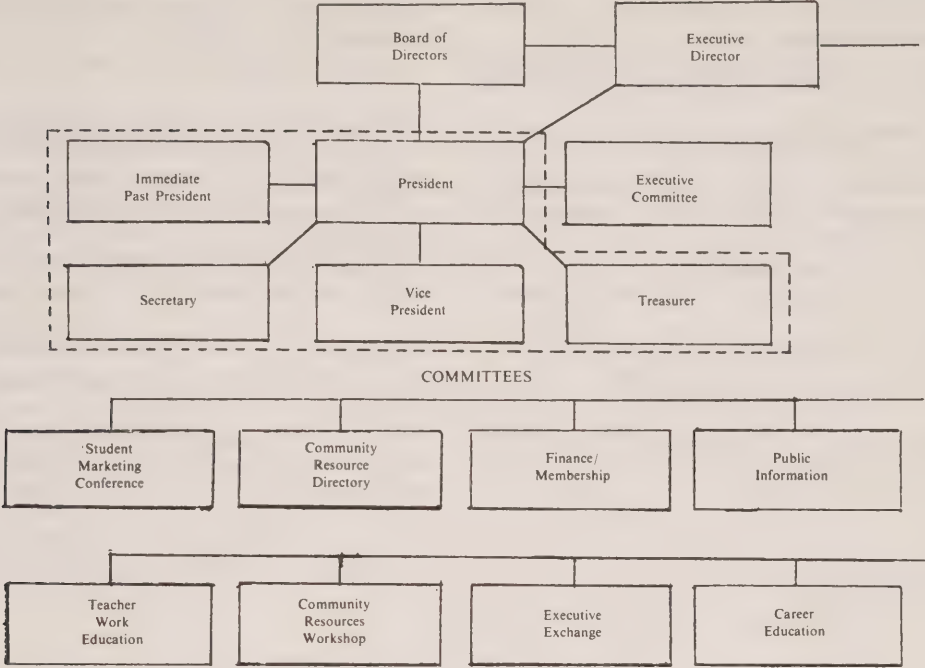 Board of
Directors
Executive
Director
Immediate
Past President
President
Executive
Committee
Secretary
Vice
President
Treasurer
COMMITTEES
Student
Marketing
Conference
Community
Resource
Directory
Finance/
Membership
Public
Information
Teacher
Work
Education
Community
Resources
Workshop
Executive
Exchange
Career
Education